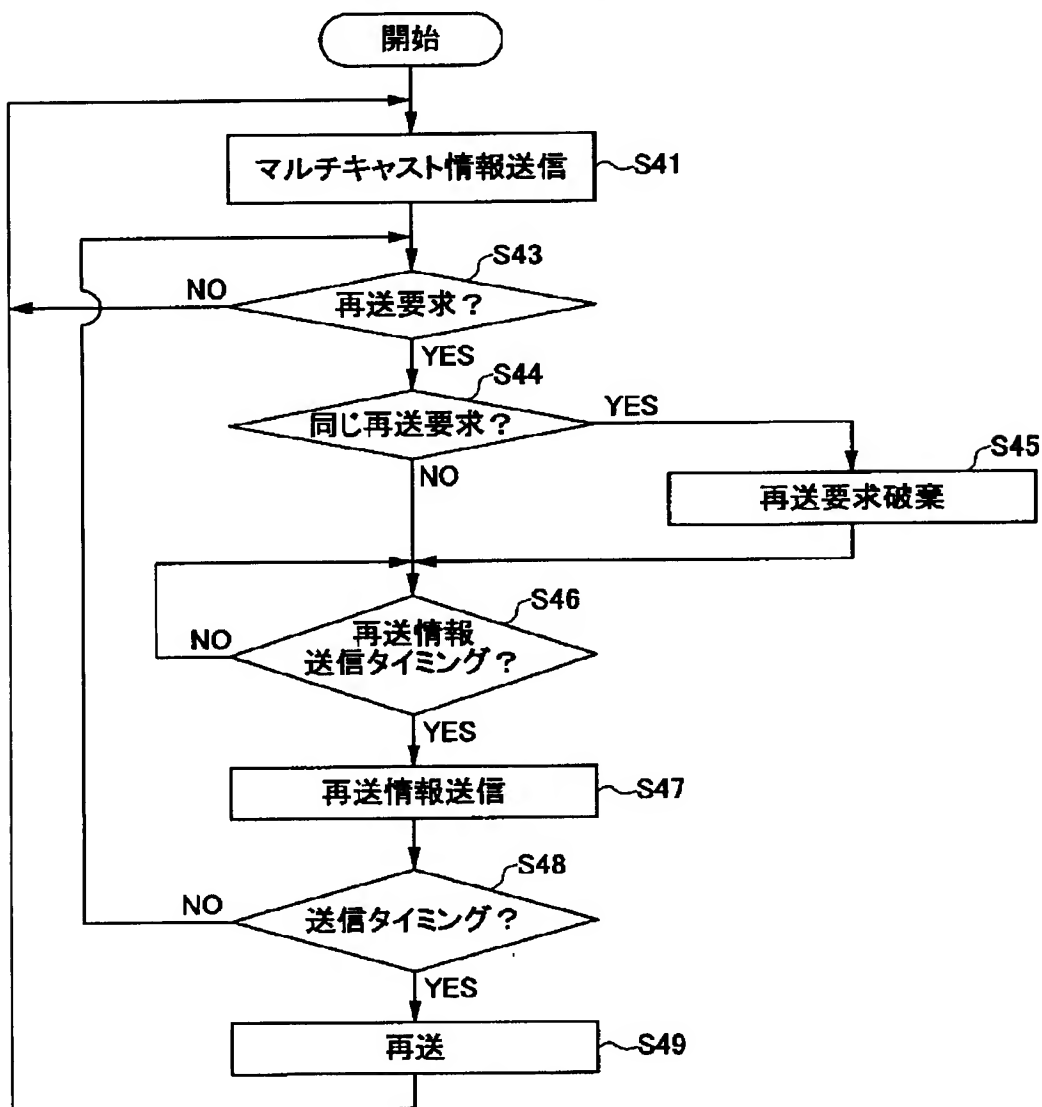 開始
マルチキャスト情報送信
S41
S43
NO
再送要求?
YES
S44
同じ再送要求?
YES
NO
S45
再送要求破棄
S46
NO
再送情報
送信タイミング?
YES
再送情報送信
S47
S48
NO
送信タイミング?
YES
再送
S49